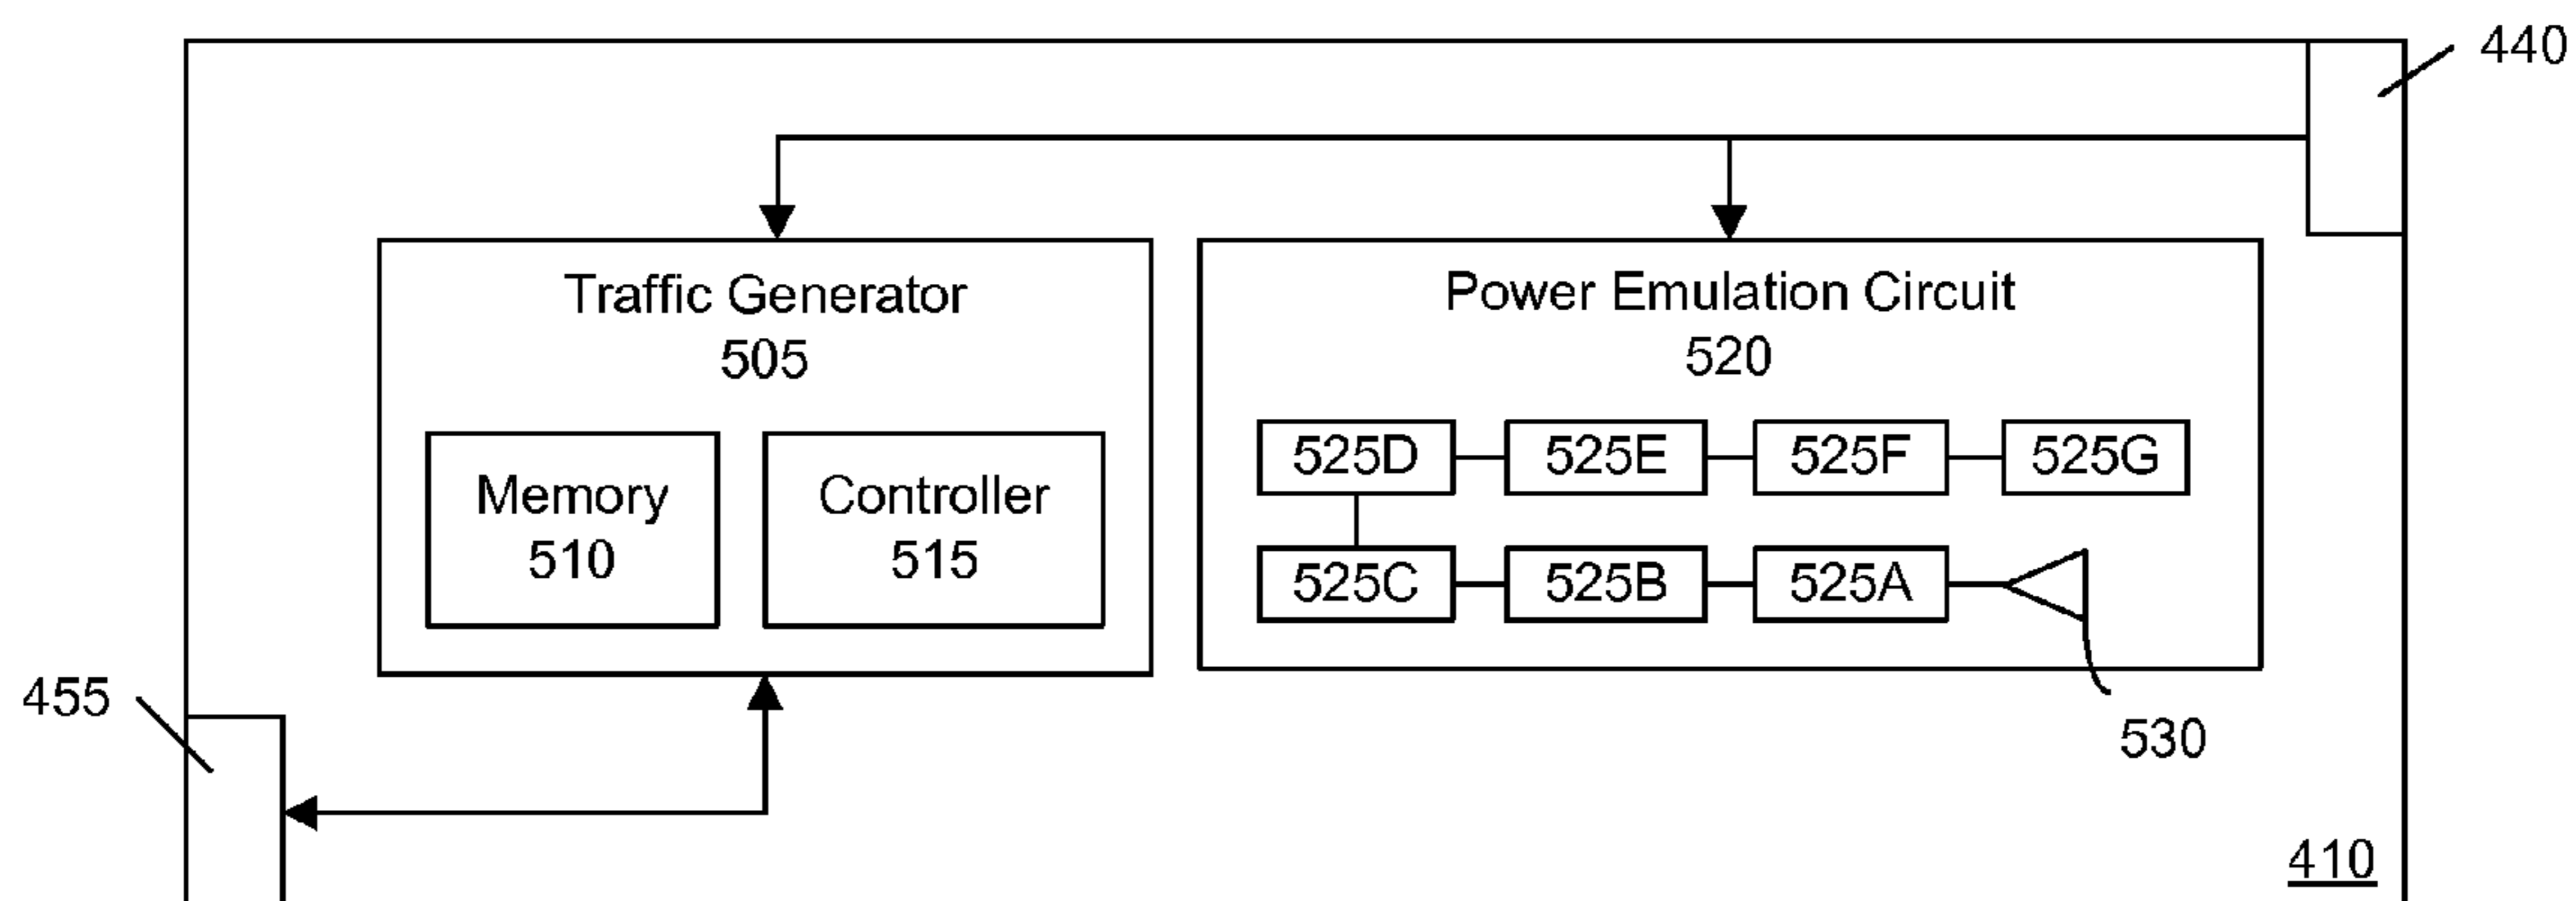 440
Traffic Generator
505
Power Emulation Circuit
520
Memory
510
Controller
515
525D 525E 525F 525G
525C 525B 525A
455
530
410